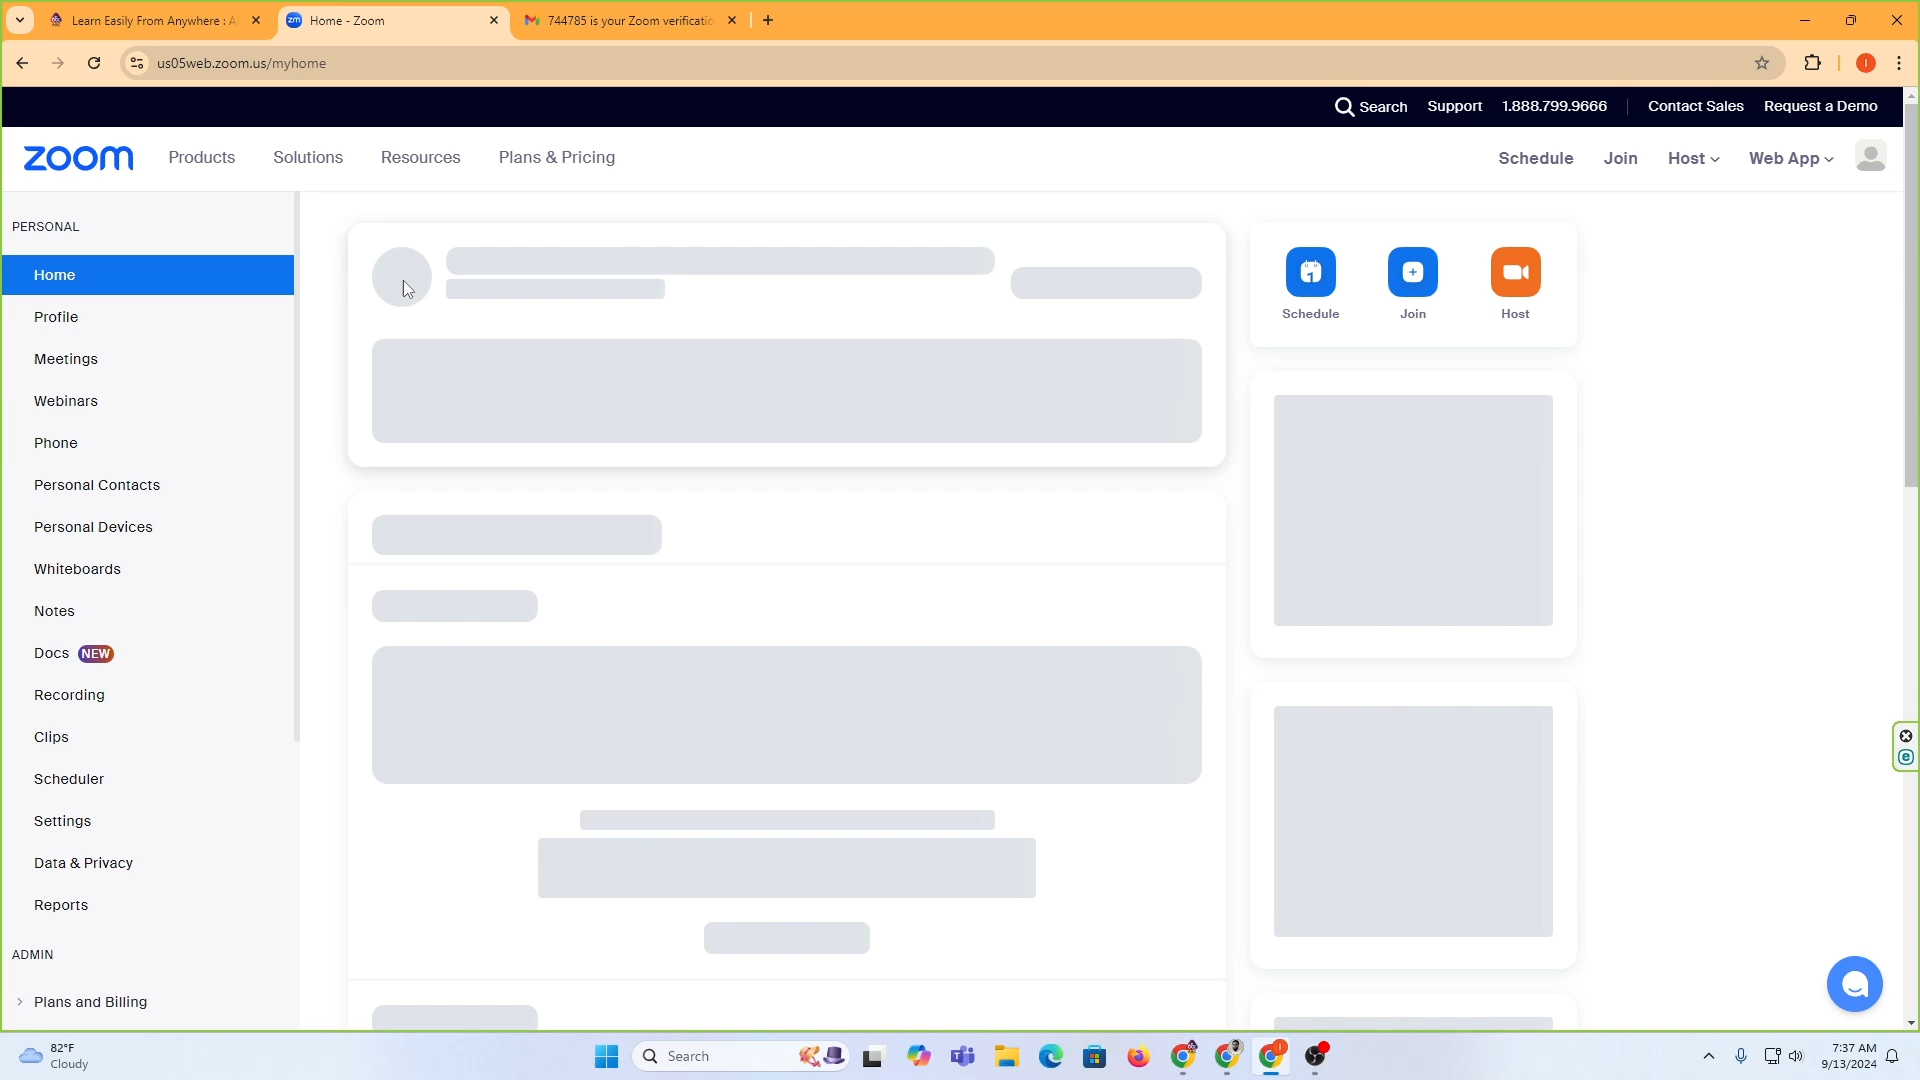 Learn Easily From Anywhere : A
Home - Zoom
744785 is your Zoom verificatio
us05web.zoom.us/myhome
Search
Support
1.888.799.9666
Contact Sales
Request a Demo
zoom
Products
Solutions
Resources
Plans & Pricing
Schedule
Join
Host
Web App
PERSONAL
Home
Profile
Meetings
Webinars
Phone
Personal Contacts
Personal Devices
Whiteboards
Notes
Docs NEW
Recording
Clips
Scheduler
Settings
Data & Privacy
Reports
ADMIN
Plans and Billing
Schedule
Join
Host
82°F
Cloudy
Search
7:37 AM
9/13/2024